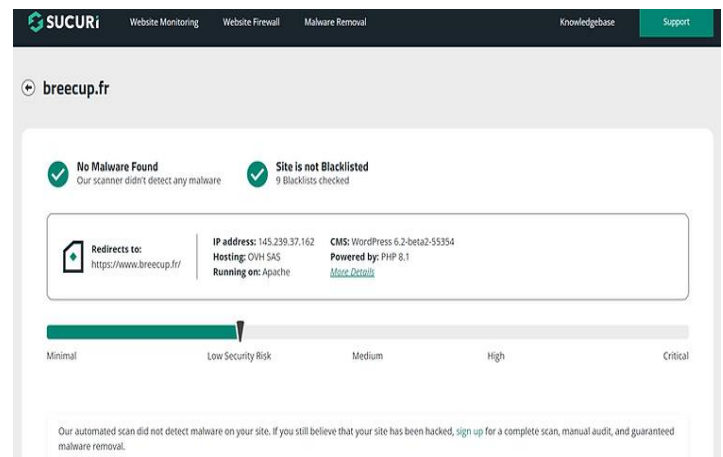 SUCURi Website Monitoring Website Firewall Malware Removal Knowledgebase Support
breecup.fr
No Malware Found
Our scanner didn't detect any malware
Site is not Blacklisted
9 Blacklists checked
Redirects to:
https://www.breecup.fr/
IP address: 145.239.37.162
Hosting: OVH SAS
Running on: Apache
CMS: WordPress 6.2-beta2-55354
Powered by: PHP 8.1
More Details
Minimal Low Security Risk Medium High Critical
Our automated scan did not detect malware on your site. If you still believe that your site has been hacked, sign up for a complete scan, manual audit, and guaranteed
malware removal.